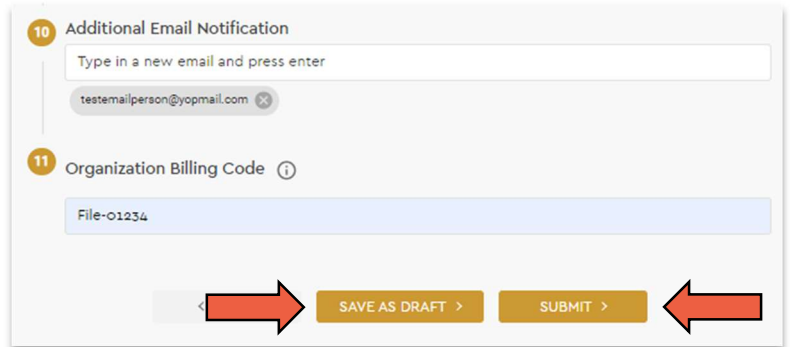 10 Additional Email Notification
Type in a new email and press enter
testemailperson@yopmail.com
11 Organization Billing Code
File-01234
< SAVE AS DRAFT > SUBMIT >